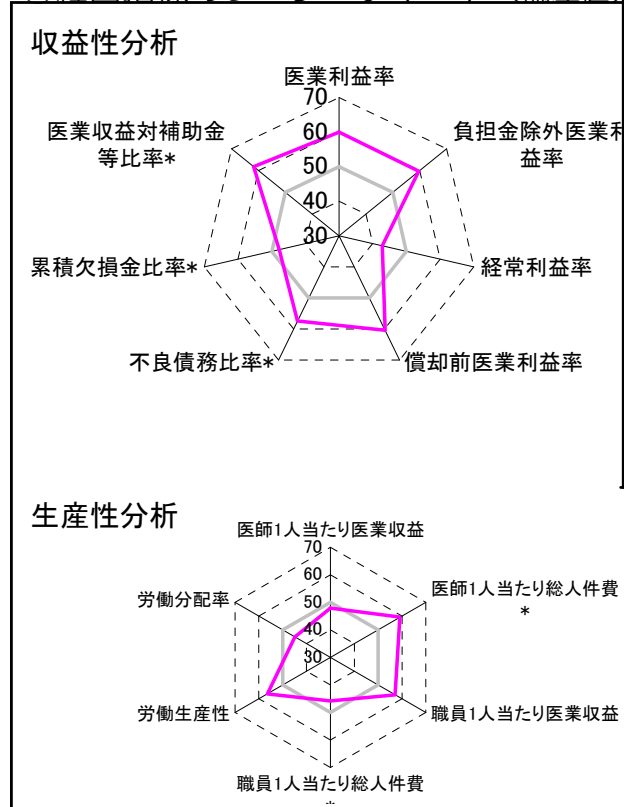 収益性分析
医業利益率
70
60
50
40
30
負担金除外医業利
益率
経常利益率
償却前医業利益率
不良債務比率*
累積欠損金比率*
医業収益対補助金
等比率*
生産性分析
医師1人当たり医業収益
70
60
50
40
30
医師1人当たり総人件費
*
職員1人当たり医業収益
職員1人当たり総人件費
*
労働生産性
労働分配率